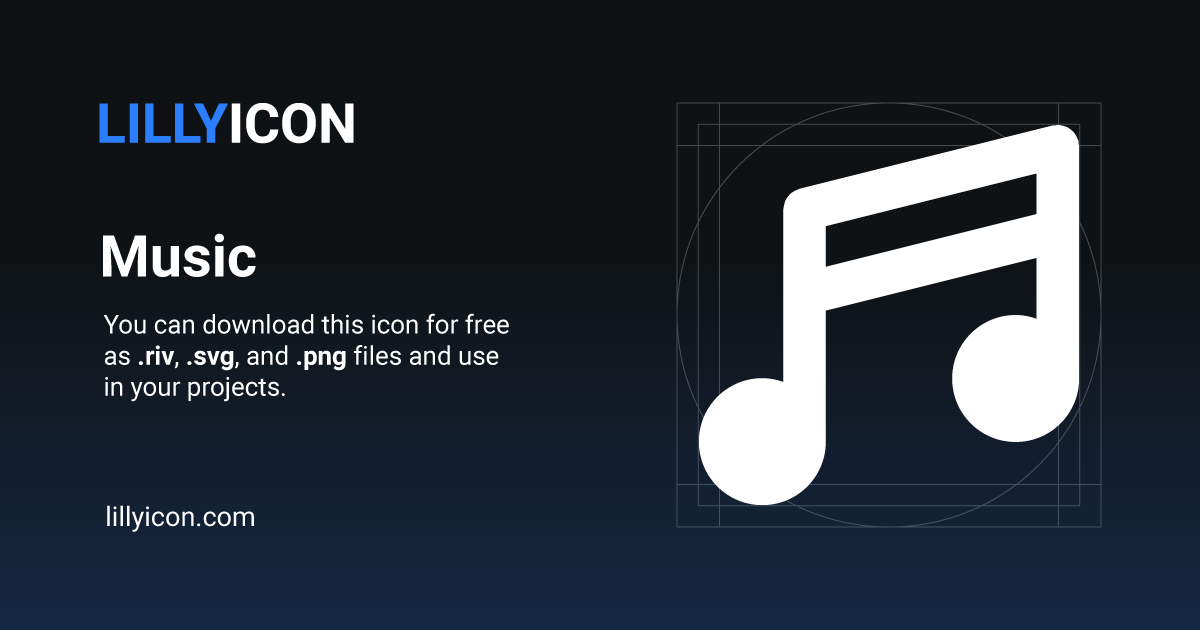 LILLYICON
Music
You can download this icon for free
as .riv, .svg, and .png files and use
in your projects.
lillyicon.com